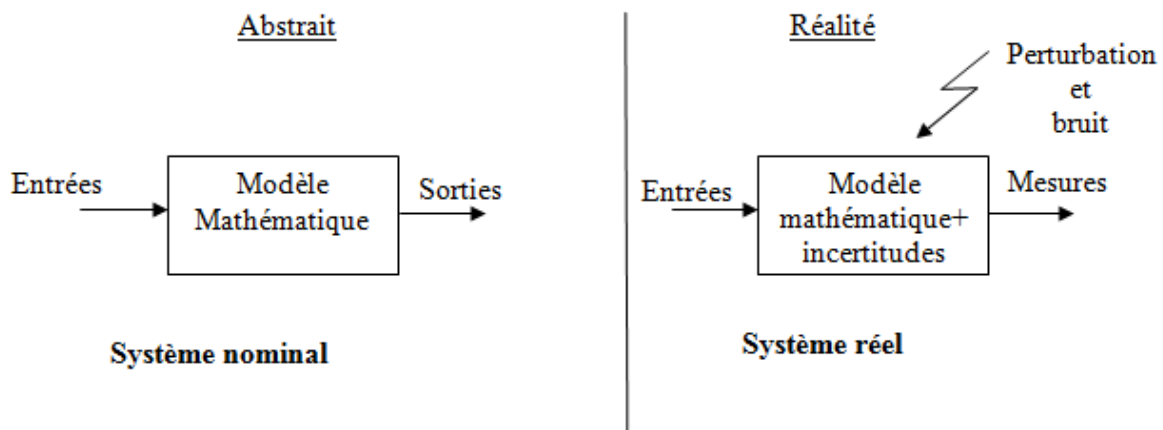 Abstrait
Entrées
Modèle
Mathématique
Sorties
Système nominal
Réalité
Perturbation
et
bruit
Entrées
Modèle
mathématique+
incertitudes
Mesures
Système réel